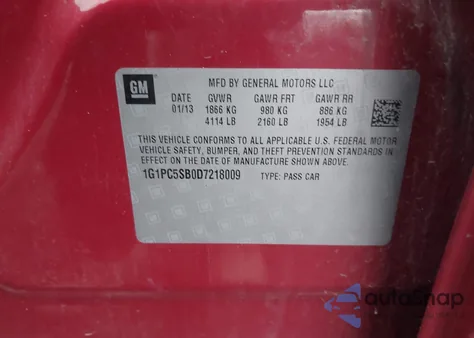 GM
MFD BY GENERAL MOTORS LLC
DATE GVWR GAWR FRT GAWR RR
01/13 1866 KG 980 KG 886 KG
4114 LB 2160 LB 1954 LB
THIS VEHICLE CONFORMS TO ALL APPLICABLE U.S. FEDERAL MOTOR
VEHICLE SAFETY, BUMPER, AND THEFT PREVENTION STANDARDS
IN EFFECT ON THE DATE OF MANUFACTURE SHOWN ABOVE.
1G1PC5SB0D7218009 TYPE: PASS CAR
autoSnap